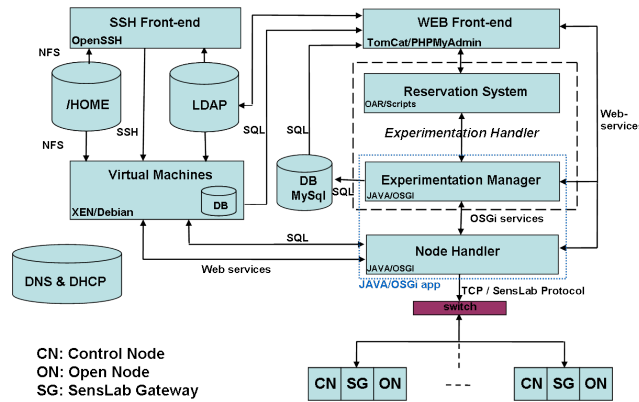 SSH Front-end
OpenSSH
WEB Front-end
TomCat/PHPMyAdmin
NFS
/HOME
LDAP
Reservation System
OAR/Scripts
Web-
services
NFS
SSH
SQL
SQL
Experimentation Handler
Virtual Machines
DB
XEN/Debian
DB
MySql
SQL
Experimentation Manager
JAVA/OSGI
OSGi services
SQL
Node Handler
JAVA/OSGI
Web services
JAVA/OSGi app
DNS & DHCP
TCP / SensLab Protocol
switch
CN: Control Node
ON: Open Node
SG: SensLab Gateway
CN SG ON
CN SG ON